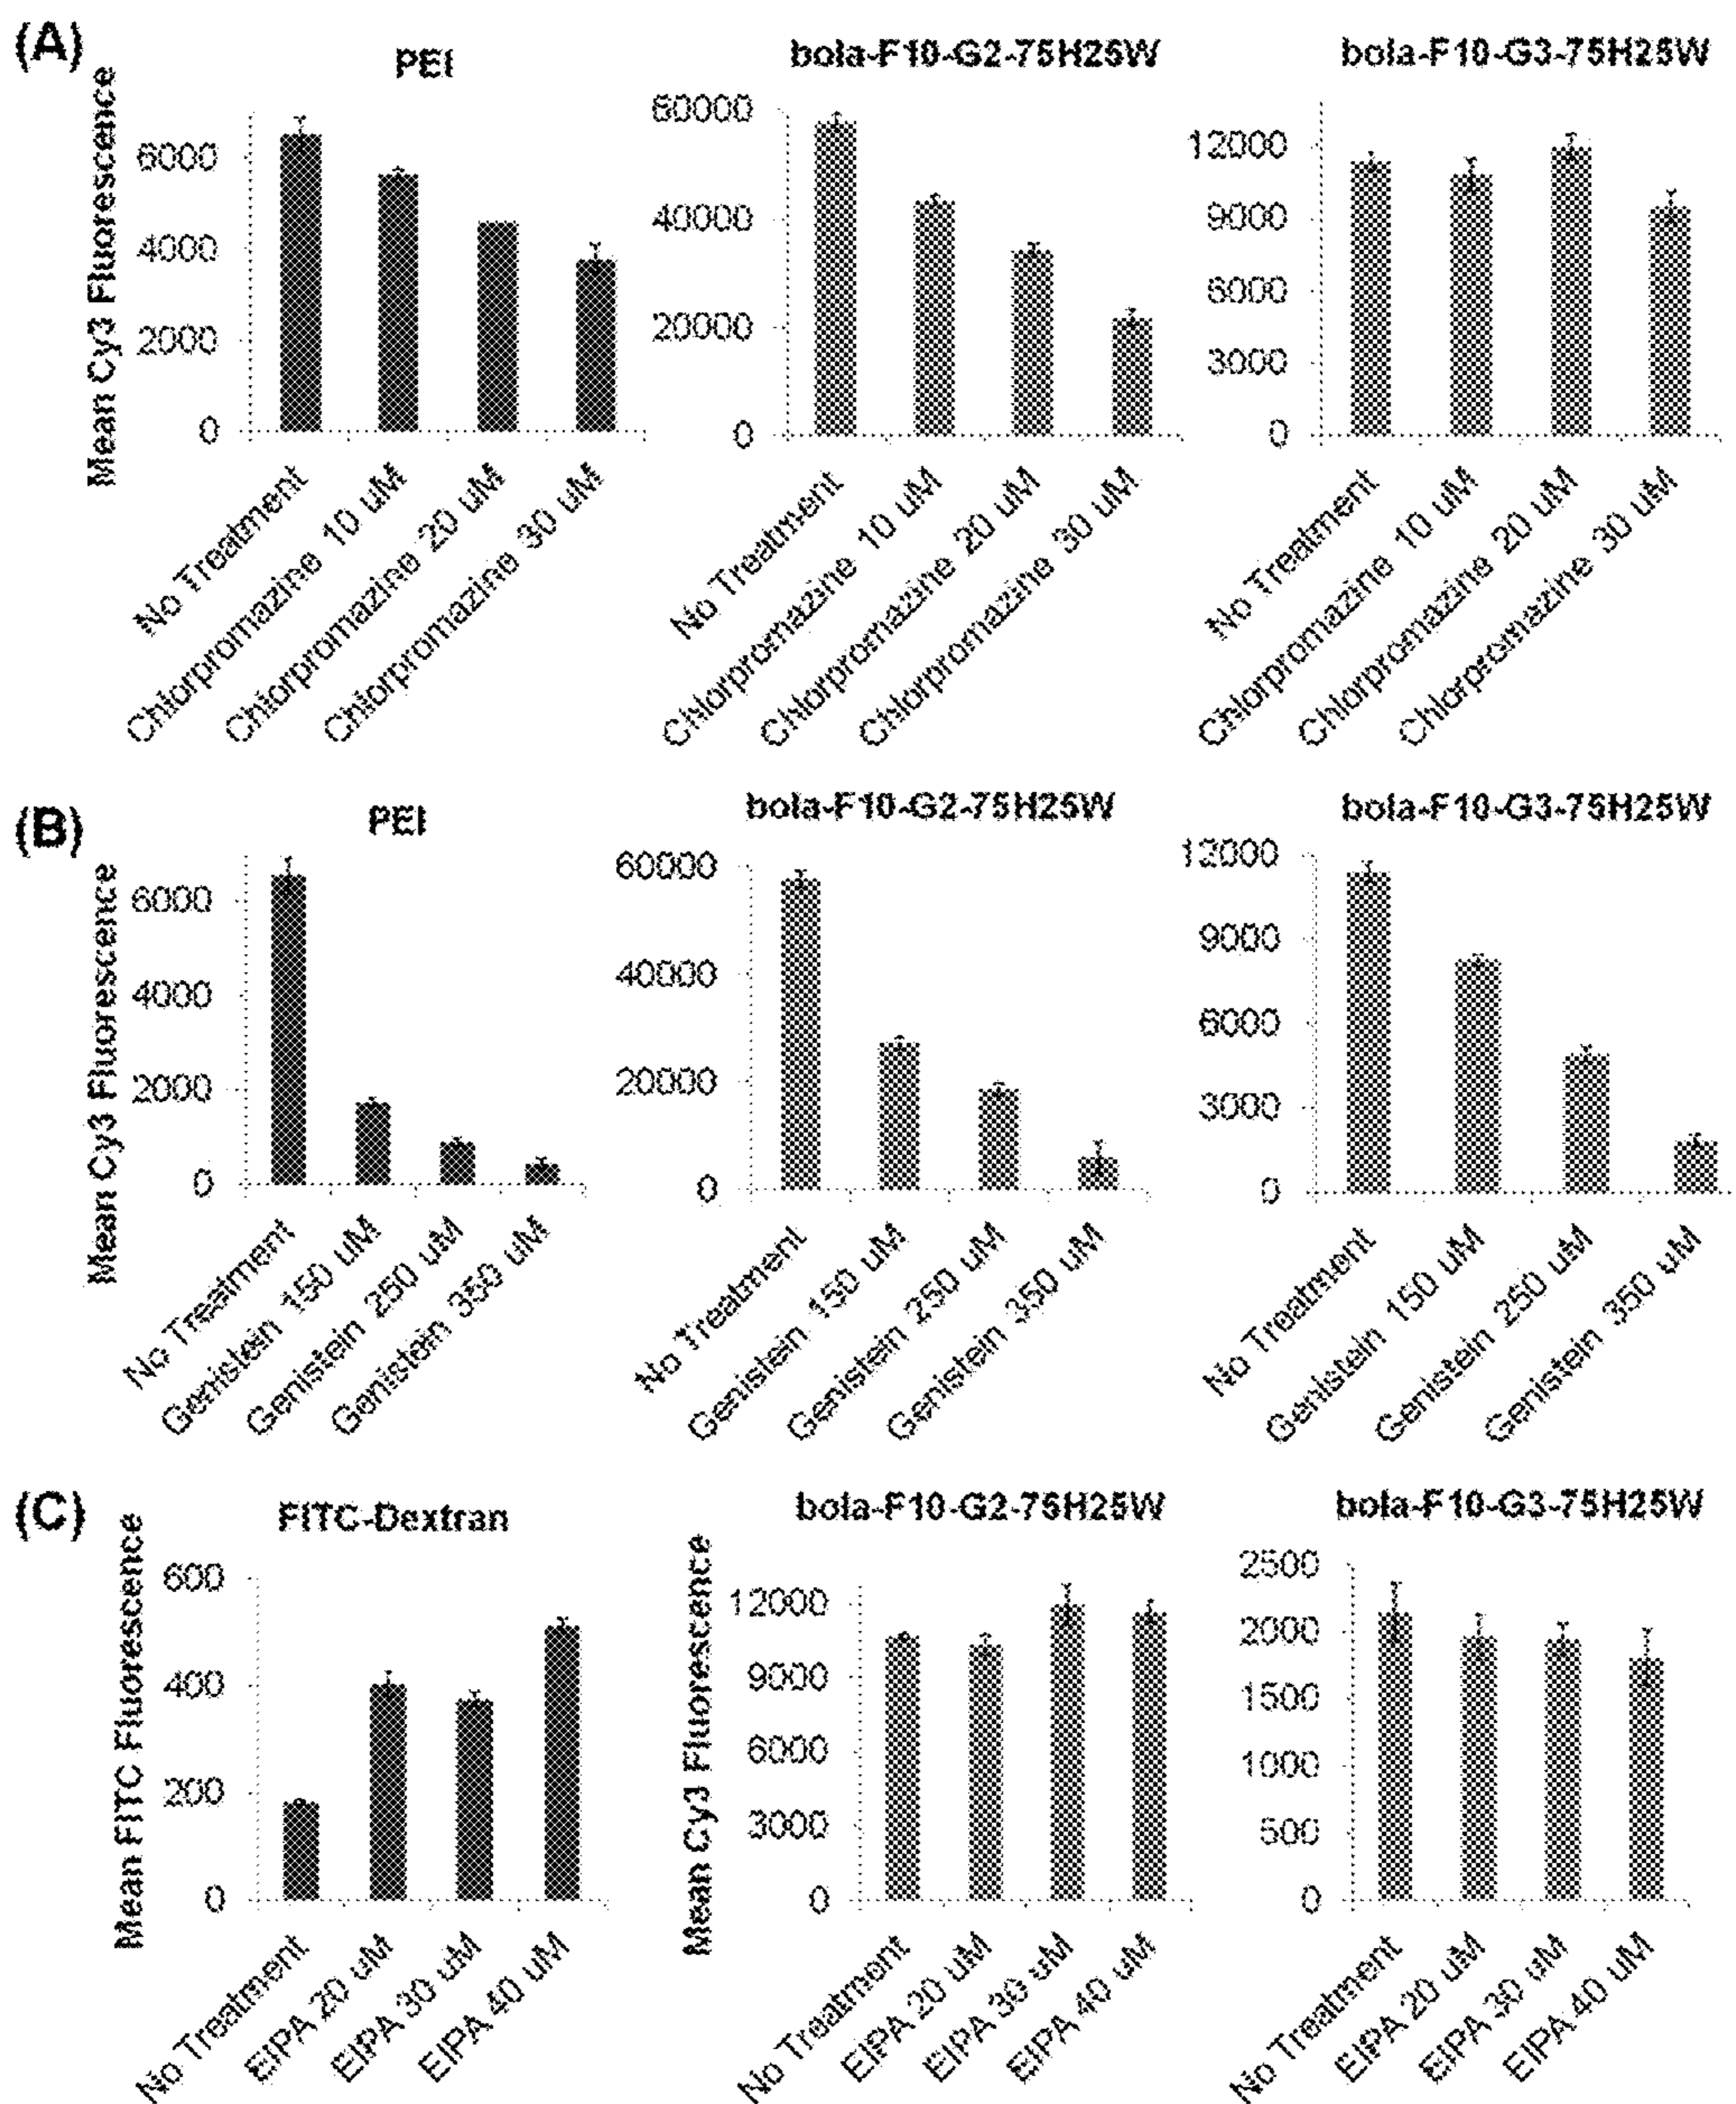 (A)
PEI
bola-F10-G2-75H25W
bola-F10-G3-75H25W
Mean Cy3 Fluorescence
6000
4000
2000
0
60000
40000
20000
0
12000
9000
6000
3000
0
No Treatment
Chlorpromazine 10 uM
Chlorpromazine 20 uM
Chlorpromazine 30 uM
No Treatment
Chlorpromazine 10 uM
Chlorpromazine 20 uM
Chlorpromazine 30 uM
No Treatment
Chlorpromazine 10 uM
Chlorpromazine 20 uM
Chlorpromazine 30 uM
(B)
PEI
bola-F10-G2-75H25W
bola-F10-G3-75H25W
Mean Cy3 Fluorescence
6000
4000
2000
0
60000
40000
20000
0
12000
9000
6000
3000
0
No Treatment
Genistein 150 uM
Genistein 250 uM
Genistein 350 uM
No Treatment
Genistein 150 uM
Genistein 250 uM
Genistein 350 uM
No Treatment
Genistein 150 uM
Genistein 250 uM
Genistein 350 uM
(C)
FITC-Dextran
bola-F10-G2-75H25W
bola-F10-G3-75H25W
Mean FITC Fluorescence
600
400
200
0
Mean Cy3 Fluorescence
12000
9000
6000
3000
0
2500
2000
1500
1000
500
0
No Treatment
EIPA 20 uM
EIPA 30 uM
EIPA 40 uM
No Treatment
EIPA 20 uM
EIPA 30 uM
EIPA 40 uM
No Treatment
EIPA 20 uM
EIPA 30 uM
EIPA 40 uM